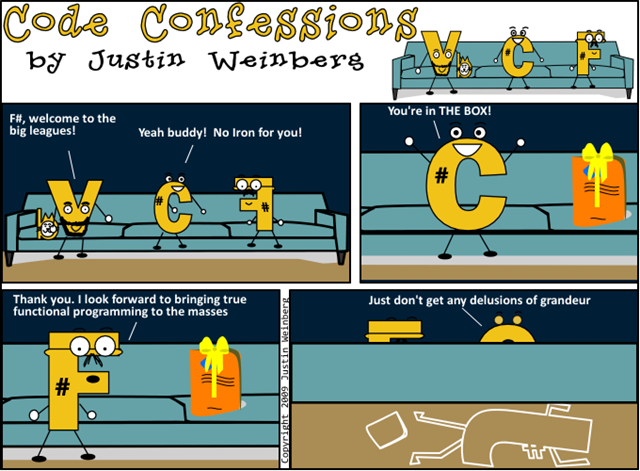 Code Confessions
by Justin Weinberg
V
C
F
F#, welcome to the
big leagues!
Yeah buddy!  No Iron for you!
V
#
C
#
F
#
You're in THE BOX!
C
#
Thank you. I look forward to bringing true
functional programming to the masses
F
#
Copyright 2009 Justin Weinberg
Just don't get any delusions of grandeur